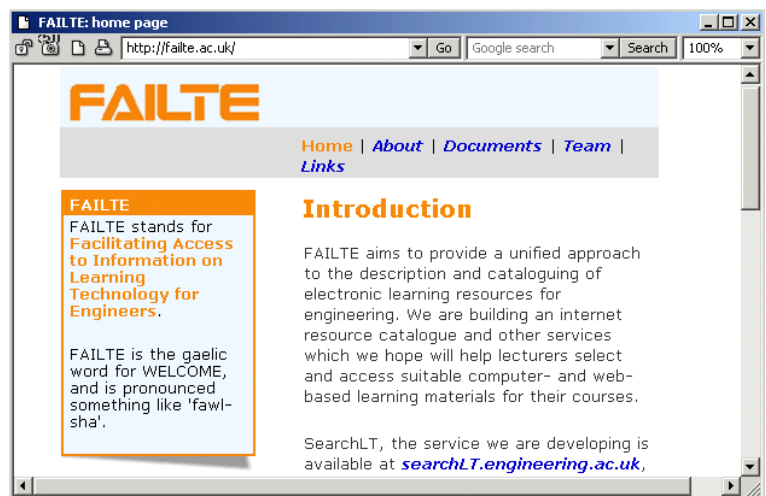 FAILTE: home page
http://failte.ac.uk/ Go Google search Search 100%
FAILTE
Home | About | Documents | Team |
Links
FAILTE
FAILTE stands for
Facilitating Access
to Information on
Learning
Technology for
Engineers.
FAILTE is the gaelic
word for WELCOME,
and is pronounced
something like 'fawl-
sha'.
Introduction
FAILTE aims to provide a unified approach
to the description and cataloguing of
electronic learning resources for
engineering. We are building an internet
resource catalogue and other services
which we hope will help lecturers select
and access suitable computer- and web-
based learning materials for their courses.
SearchLT, the service we are developing is
available at searchLT.engineering.ac.uk,